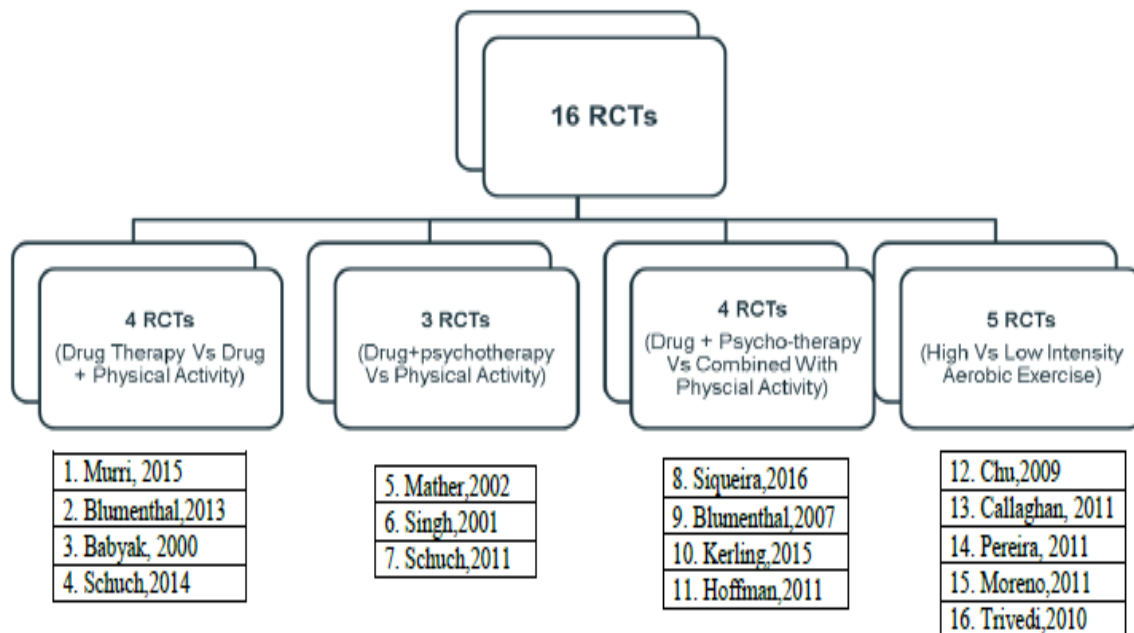 16 RCTs
4 RCTs
(Drug Therapy Vs Drug
+ Physical Activity)
3 RCTs
(Drug+psychotherapy
Vs Physical Activity)
4 RCTs
(Drug + Psycho-therapy
Vs Combined With
Physcial Activity)
5 RCTs
(High Vs Low Intensity
Aerobic Exercise)
1. Murri, 2015
2. Blumenthal,2013
3. Babyak, 2000
4. Schuch,2014
5. Mather,2002
6. Singh,2001
7. Schuch,2011
8. Siqueira,2016
9. Blumenthal,2007
10. Kerling,2015
11. Hoffman,2011
12. Chu,2009
13. Callaghan, 2011
14. Pereira, 2011
15. Moreno,2011
16. Trivedi,2010